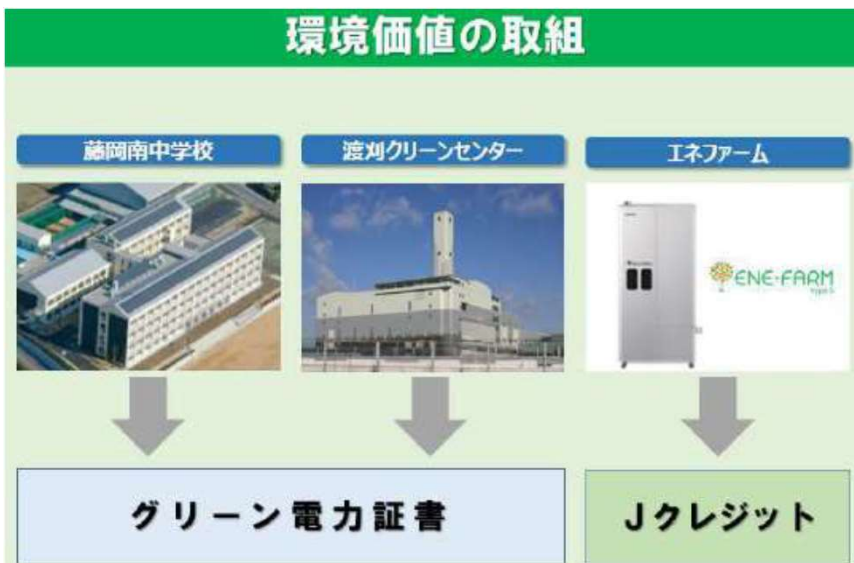 環境価値の取組
藤岡南中学校
渡刈クリーンセンター
エネファーム
ENE·FARM
typeS
グリーン電力証書
Jクレジット